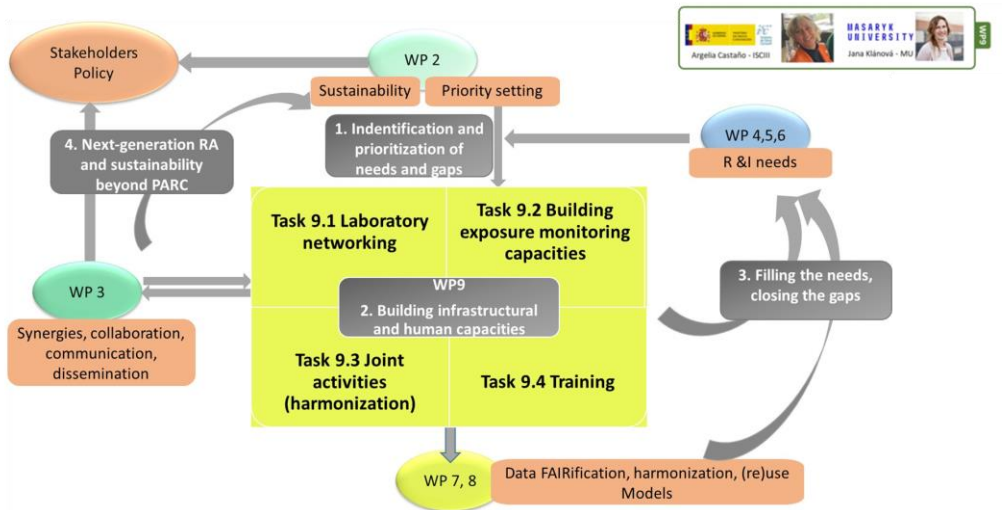 Stakeholders
Policy
WP 2
Sustainability
Priority setting
Argelia Castaño - ISCIII
MASARYK
UNIVERSITY
Jana Klánová - MU
WP9
1. Indentification and
prioritization of
needs and gaps
4. Next-generation RA
and sustainability
beyond PARC
WP 4,5,6
R &I needs
Task 9.1 Laboratory
networking
Task 9.2 Building
exposure monitoring
capacities
WP 3
Synergies, collaboration,
communication,
dissemination
WP9
2. Building infrastructural
and human capacities
3. Filling the needs,
closing the gaps
Task 9.3 Joint
activities
(harmonization)
Task 9.4 Training
WP 7, 8
Data FAIRification, harmonization, (re)use
Models